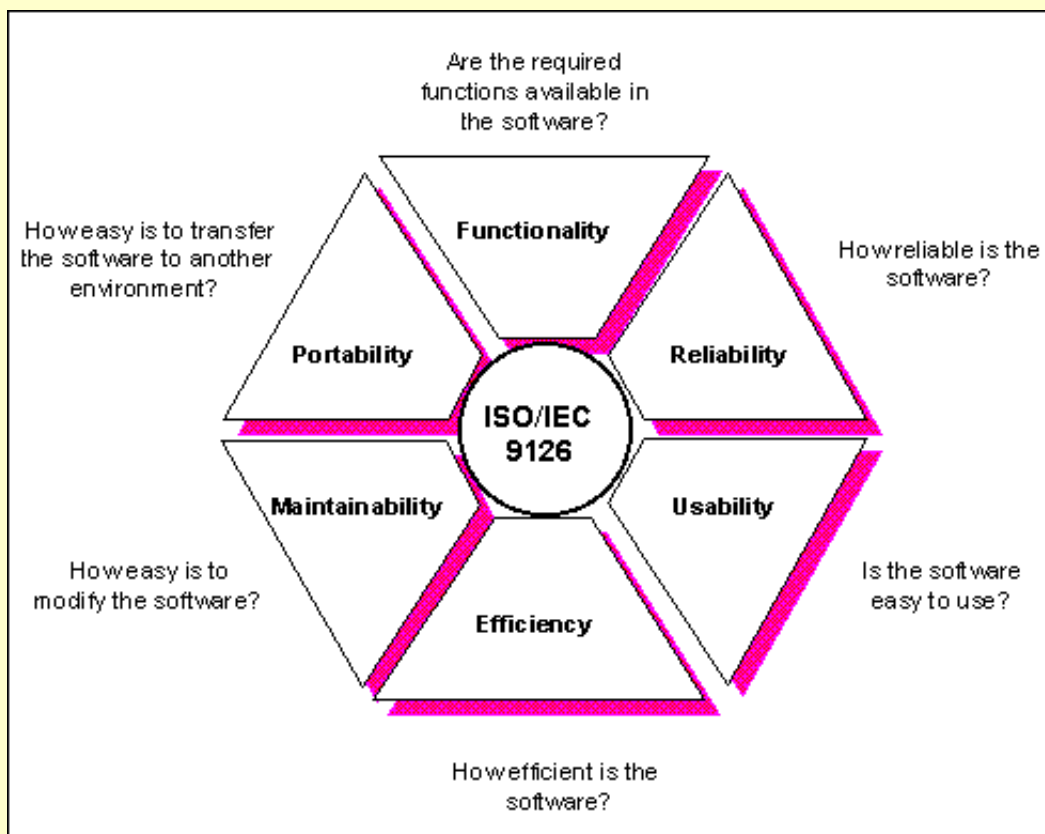 Are the required
functions available in
the software?
Functionality
How easy is to transfer
the software to another
environment?
Portability
How reliable is the
software?
Reliability
ISO/IEC
9126
Maintainability
How easy is to
modify the software?
Usability
Is the software
easy to use?
Efficiency
How efficient is the
software?